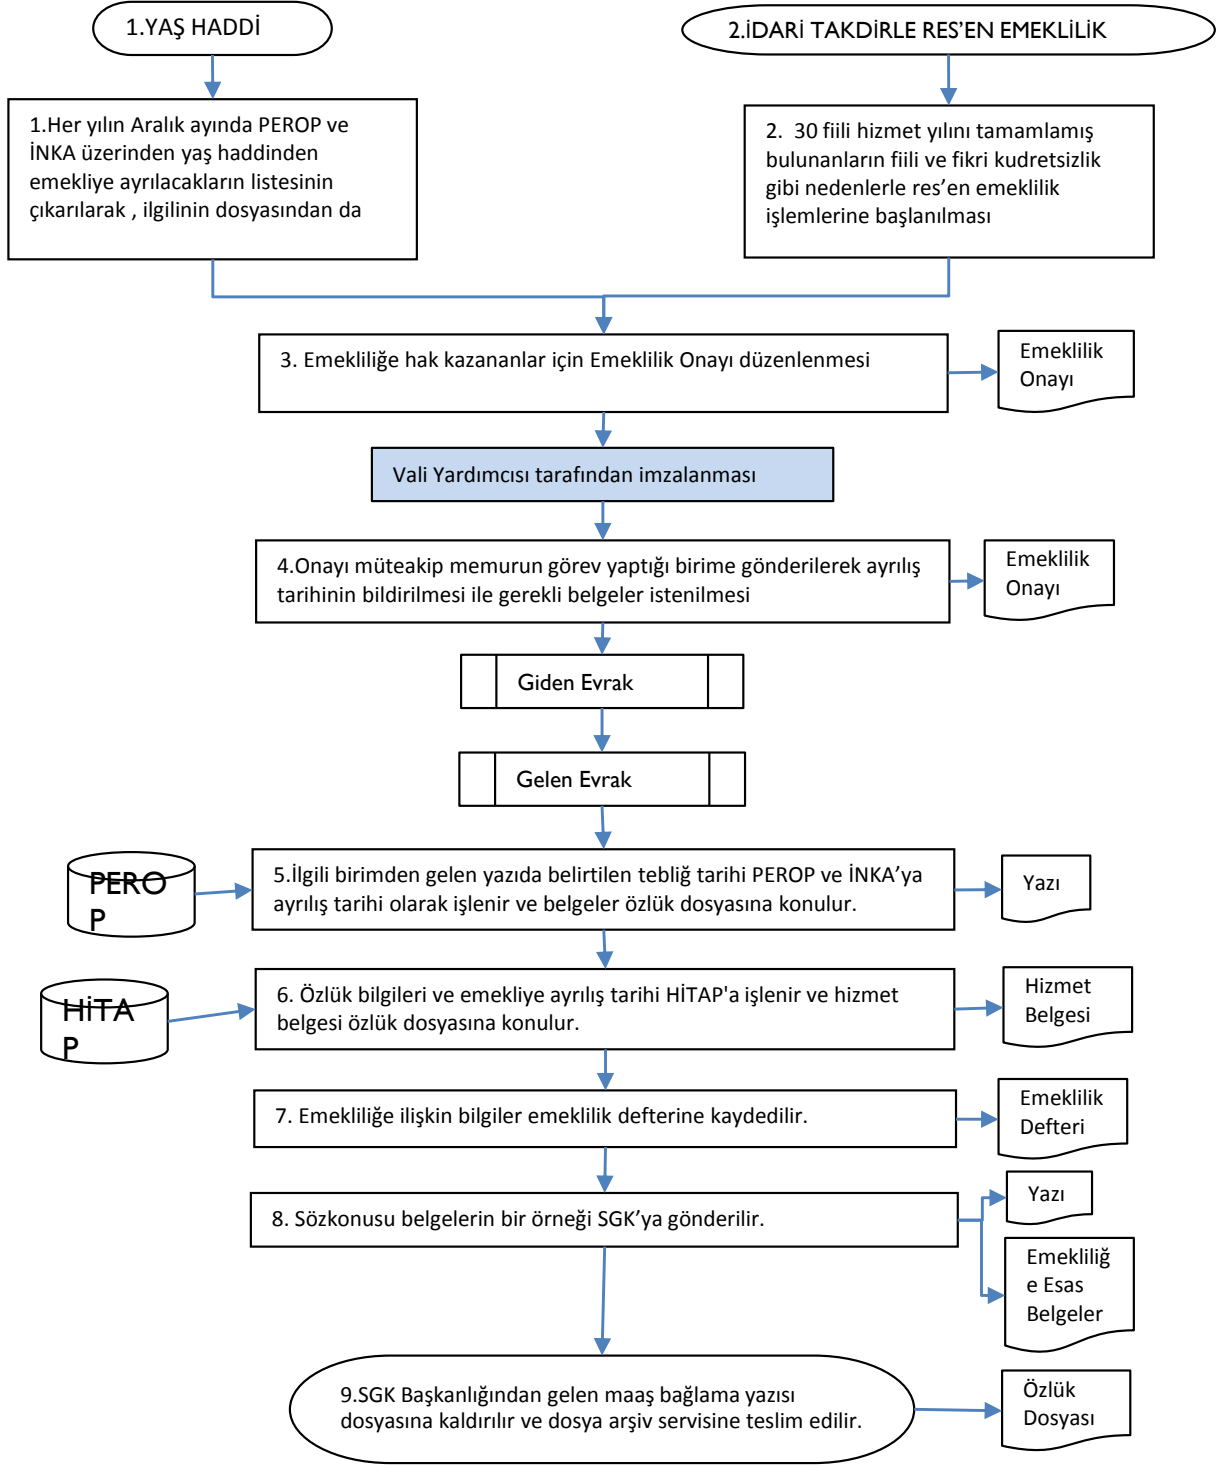 1.YAŞ HADDİ
2.İDARİ TAKDİRLE RES’EN EMEKLİLİK
1.Her yılın Aralık ayında PEROP ve
İNKA üzerinden yaş haddinden
emekliye ayrılacakların listesinin
çıkarılarak , ilgilinin dosyasından da
2. 30 fiili hizmet yılını tamamlamış
bulunanların fiili ve fikri kudretsizlik
gibi nedenlerle res’en emeklilik
işlemlerine başlanılması
3. Emekliliğe hak kazananlar için Emeklilik Onayı düzenlenmesi
Emeklilik
Onayı
Vali Yardımcısı tarafından imzalanması
4.Onayı müteakip memurun görev yaptığı birime gönderilerek ayrılış
tarihinin bildirilmesi ile gerekli belgeler istenilmesi
Emeklilik
Onayı
Giden Evrak
Gelen Evrak
PERO
P
5.İlgili birimden gelen yazıda belirtilen tebliğ tarihi PEROP ve İNKA’ya
ayrılış tarihi olarak işlenir ve belgeler özlük dosyasına konulur.
Yazı
HİTA
P
6. Özlük bilgileri ve emekliye ayrılış tarihi HİTAP'a işlenir ve hizmet
belgesi özlük dosyasına konulur.
Hizmet
Belgesi
7. Emekliliğe ilişkin bilgiler emeklilik defterine kaydedilir.
Emeklilik
Defteri
8. Sözkonusu belgelerin bir örneği SGK’ya gönderilir.
Yazı
Emekliliğ
e Esas
Belgeler
9.SGK Başkanlığından gelen maaş bağlama yazısı
dosyasına kaldırılır ve dosya arşiv servisine teslim edilir.
Özlük
Dosyası